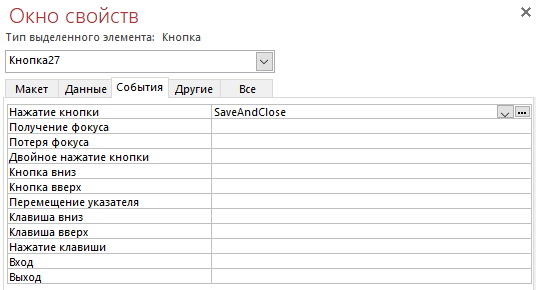 Окно свойств
Тип выделенного элемента: Кнопка
Кнопка27
Макет Данные События Другие Все
Нажатие кнопки SaveAndClose
Получение фокуса
Потеря фокуса
Двойное нажатие кнопки
Кнопка вниз
Кнопка вверх
Перемещение указателя
Клавиша вниз
Клавиша вверх
Нажатие клавиши
Вход
Выход